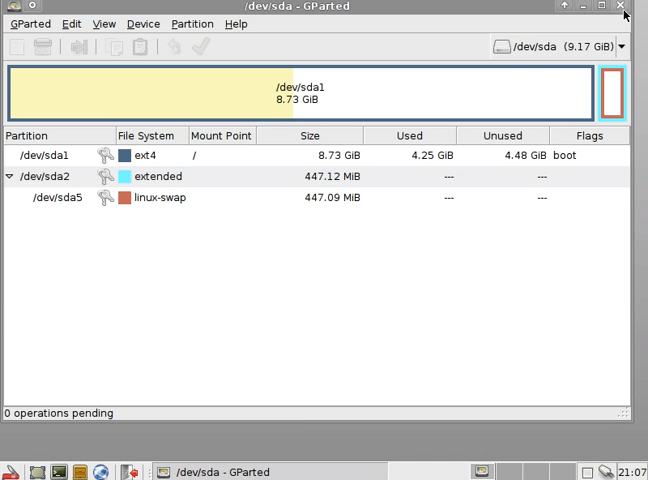 /dev/sda - GParted
GParted Edit View Device Partition Help
/dev/sda (9.17 GiB)
/dev/sda1
8.73 GiB
Partition File System Mount Point Size Used Unused Flags
/dev/sda1 ext4 / 8.73 GiB 4.25 GiB 4.48 GiB boot
/dev/sda2 extended 447.12 MiB --- ---
/dev/sda5 linux-swap 447.09 MiB --- ---
0 operations pending
/dev/sda - GParted 21:07